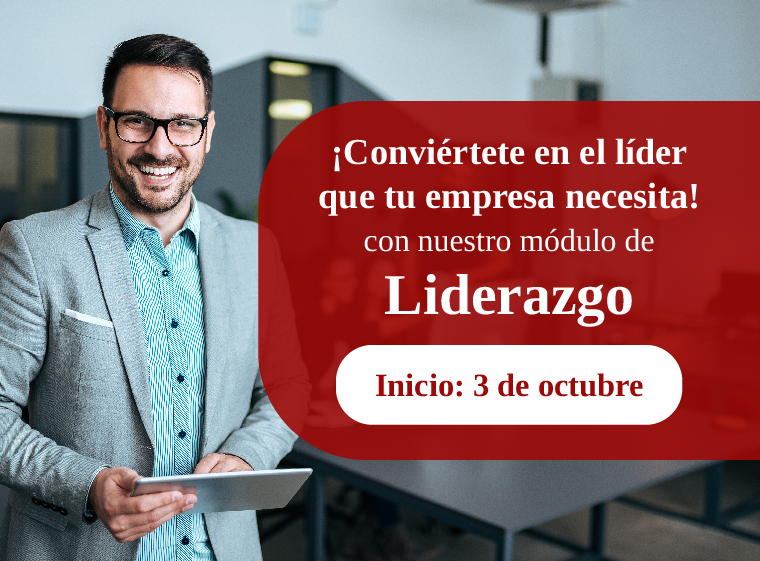 ¡Conviértete en el líder
que tu empresa necesita!
con nuestro módulo de
Liderazgo
Inicio: 3 de octubre